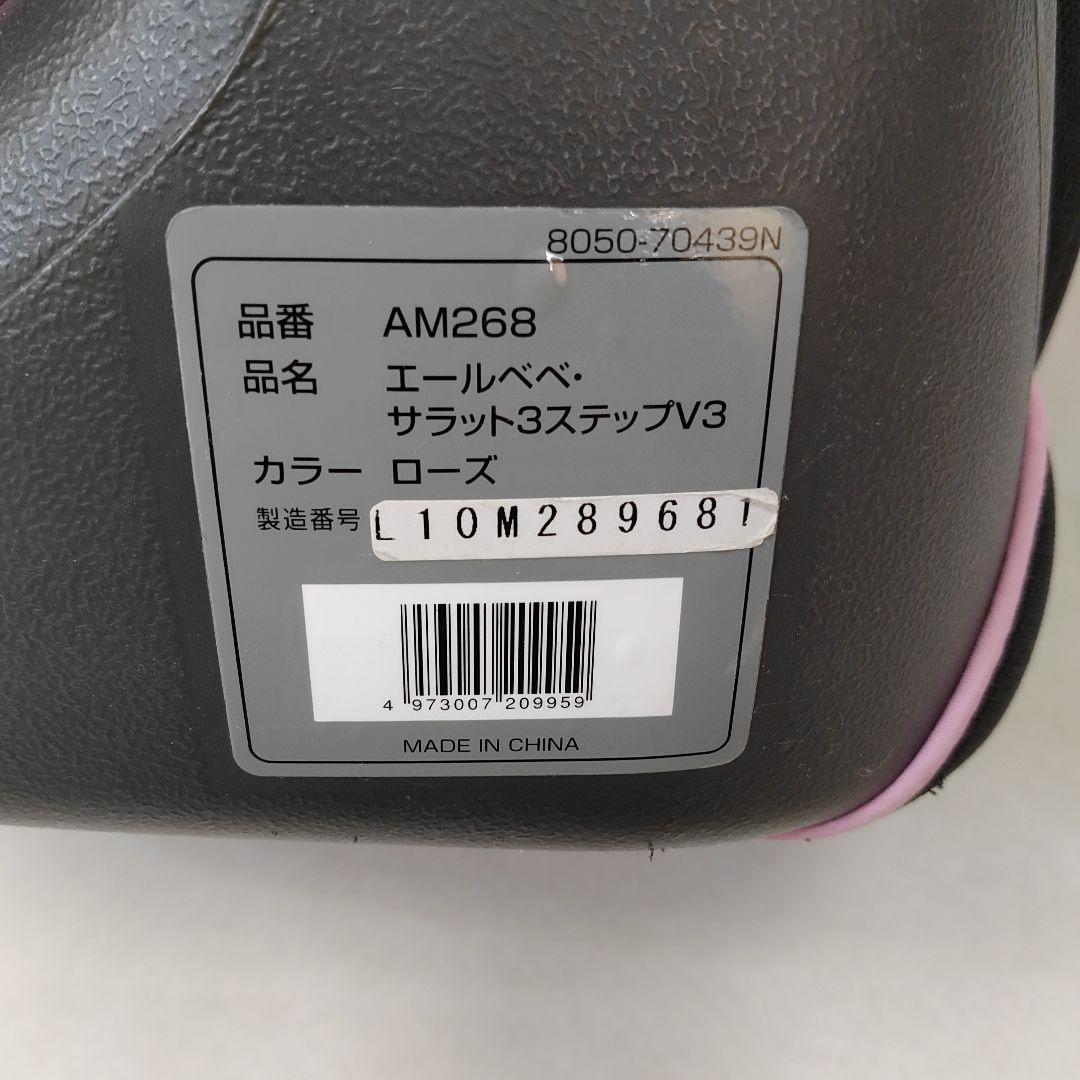 8050-70439N
品番 AM268
品名 エールベベ・
サラット3ステップV3
カラー ローズ
製造番号 L10M289681
4 973007 209959
MADE IN CHINA